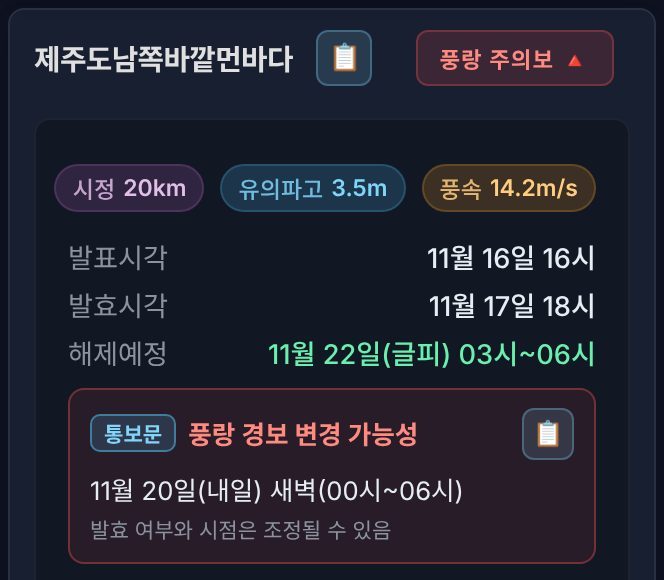 제주도남쪽바깥먼바다
풍랑 주의보 🔺
시정 20km
유의파고 3.5m
풍속 14.2m/s
발표시각 11월 16일 16시
발효시각 11월 17일 18시
해제예정 11월 22일(글피) 03시~06시
통보문 풍랑 경보 변경 가능성
11월 20일(내일) 새벽(00시~06시)
발효 여부와 시점은 조정될 수 있음